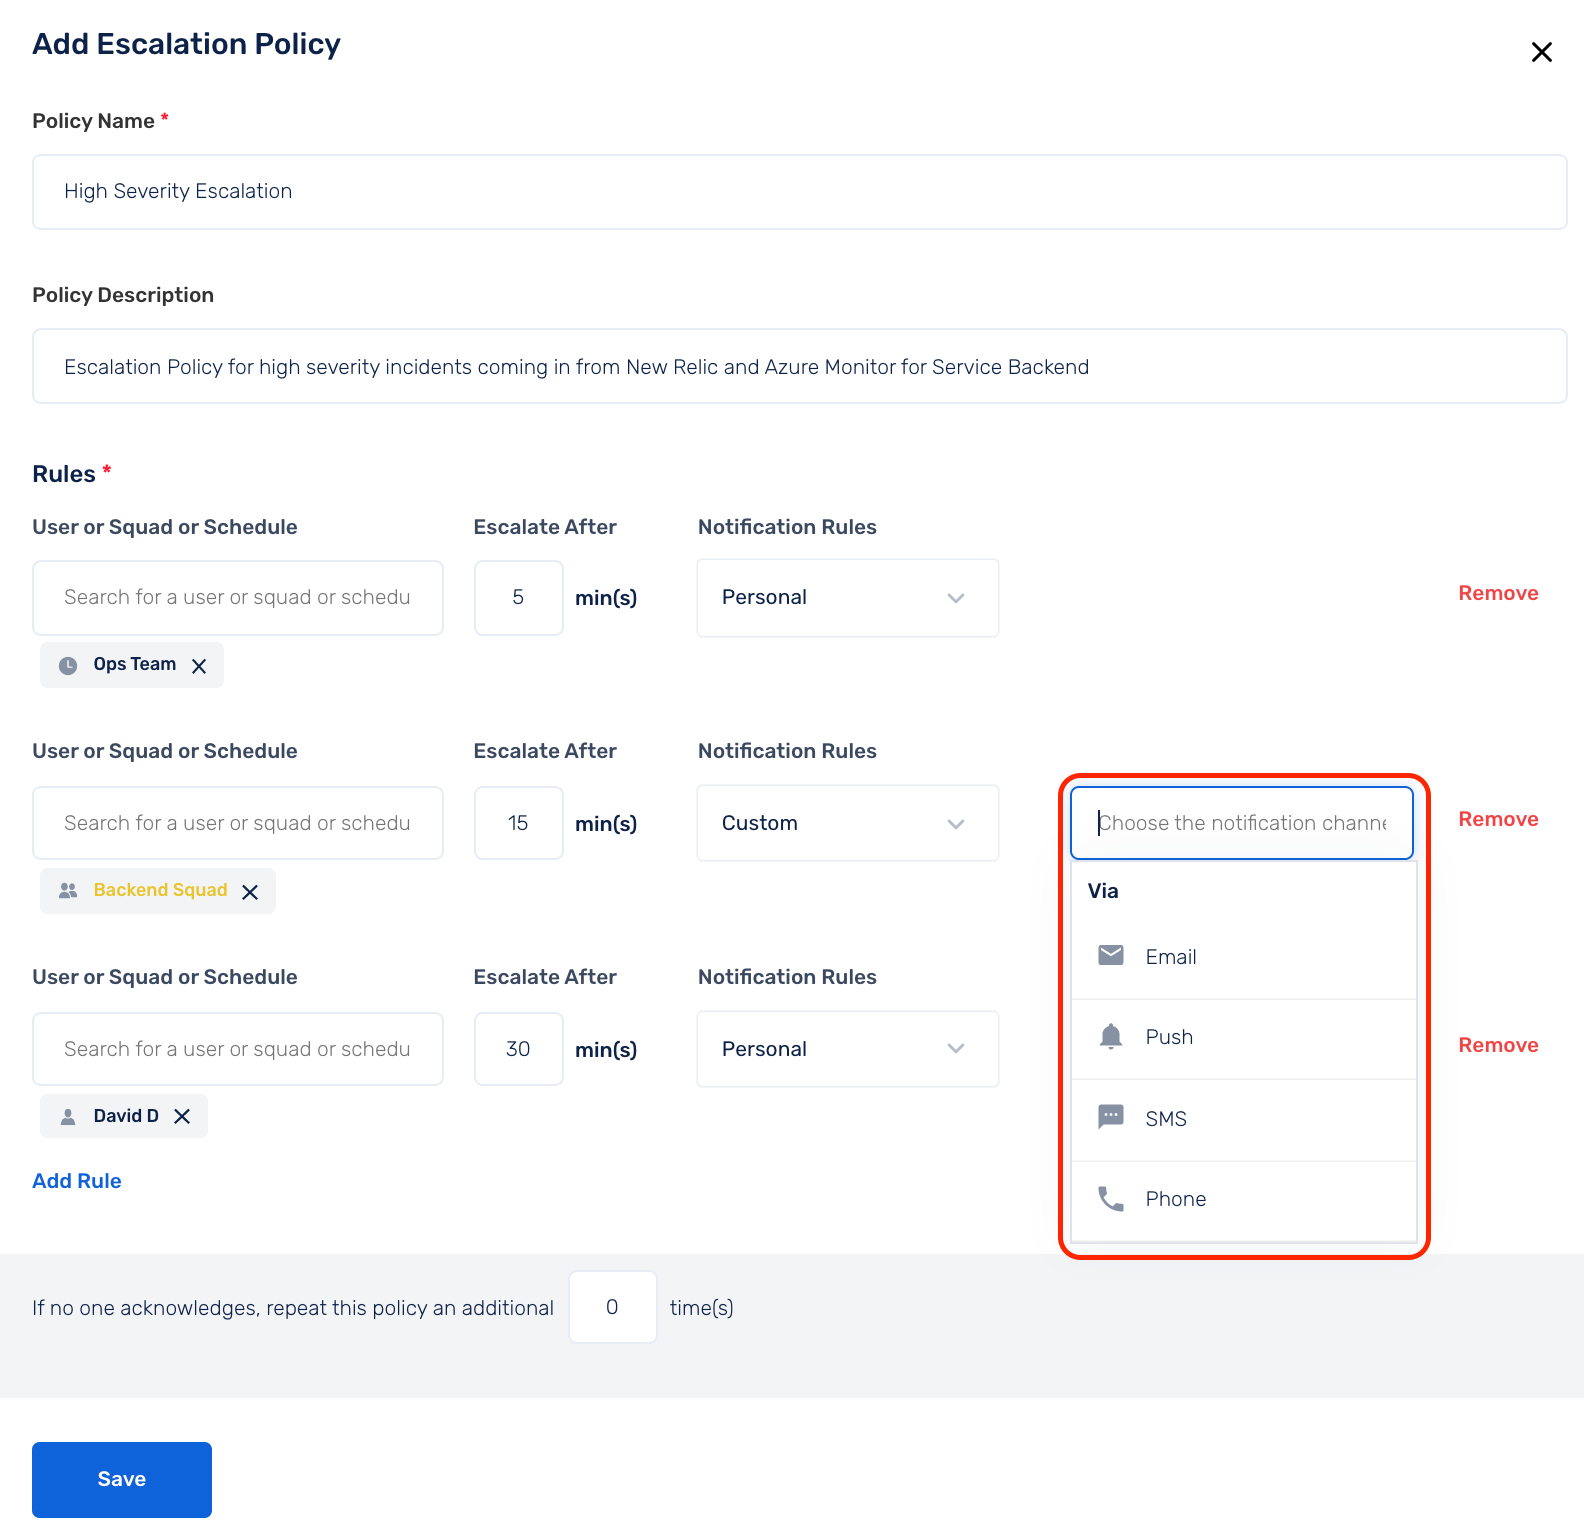 Add Escalation Policy
Policy Name *
High Severity Escalation
Policy Description
Escalation Policy for high severity incidents coming in from New Relic and Azure Monitor for Service Backend
Rules *
User or Squad or Schedule Escalate After Notification Rules
Search for a user or squad or schedu 5 min(s) Personal Remove
Ops Team
User or Squad or Schedule Escalate After Notification Rules
Search for a user or squad or schedu 15 min(s) Custom Choose the notification channe Remove
Backend Squad
Via
Email
Push
SMS
Phone
User or Squad or Schedule Escalate After Notification Rules
Search for a user or squad or schedu 30 min(s) Personal Remove
David D
Add Rule
If no one acknowledges, repeat this policy an additional 0 time(s)
Save